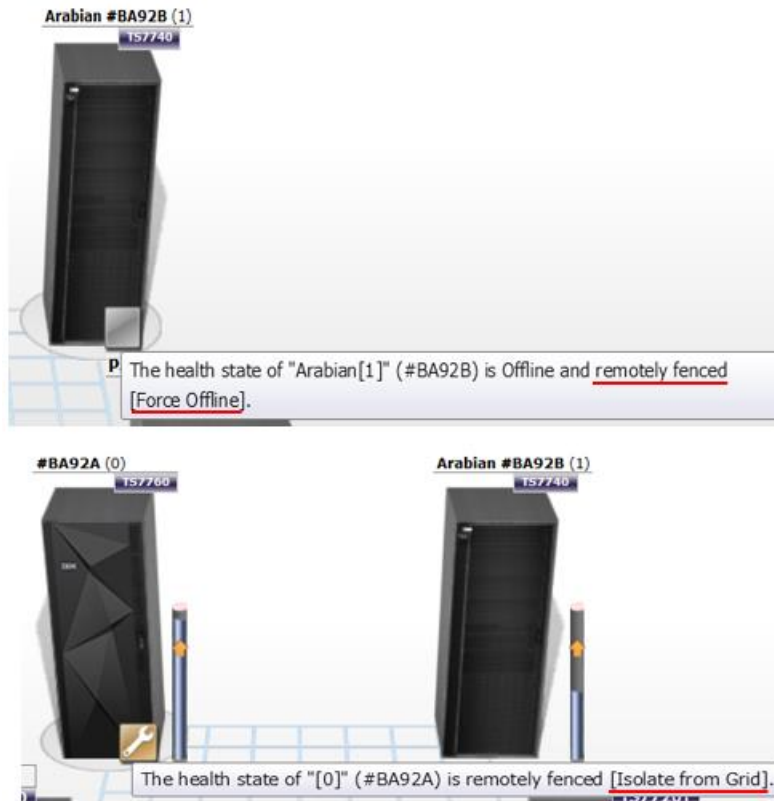 Arabian #BA92B (1)
TS7740
P
The health state of "Arabian[1]" (#BA92B) is Offline and remotely fenced
[Force Offline].
#BA92A (0)
TS7760
Arabian #BA92B (1)
TS7740
IBM
The health state of "[0]" (#BA92A) is remotely fenced [Isolate from Grid].